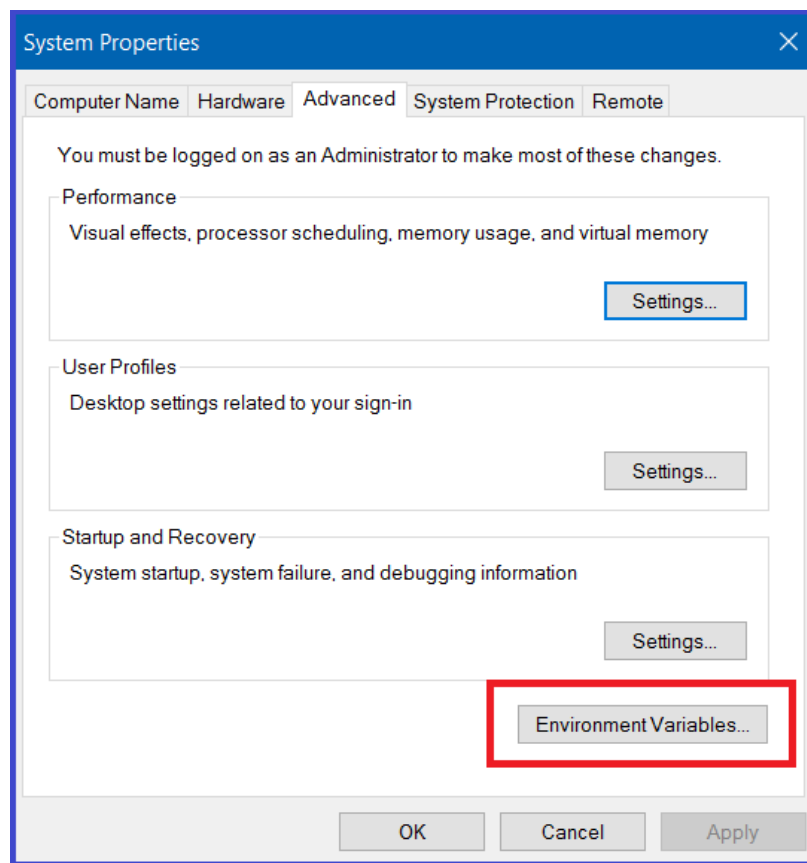 System Properties
Computer Name Hardware Advanced System Protection Remote
You must be logged on as an Administrator to make most of these changes.
Performance
Visual effects, processor scheduling, memory usage, and virtual memory
Settings...
User Profiles
Desktop settings related to your sign-in
Settings...
Startup and Recovery
System startup, system failure, and debugging information
Settings...
Environment Variables...
OK Cancel Apply